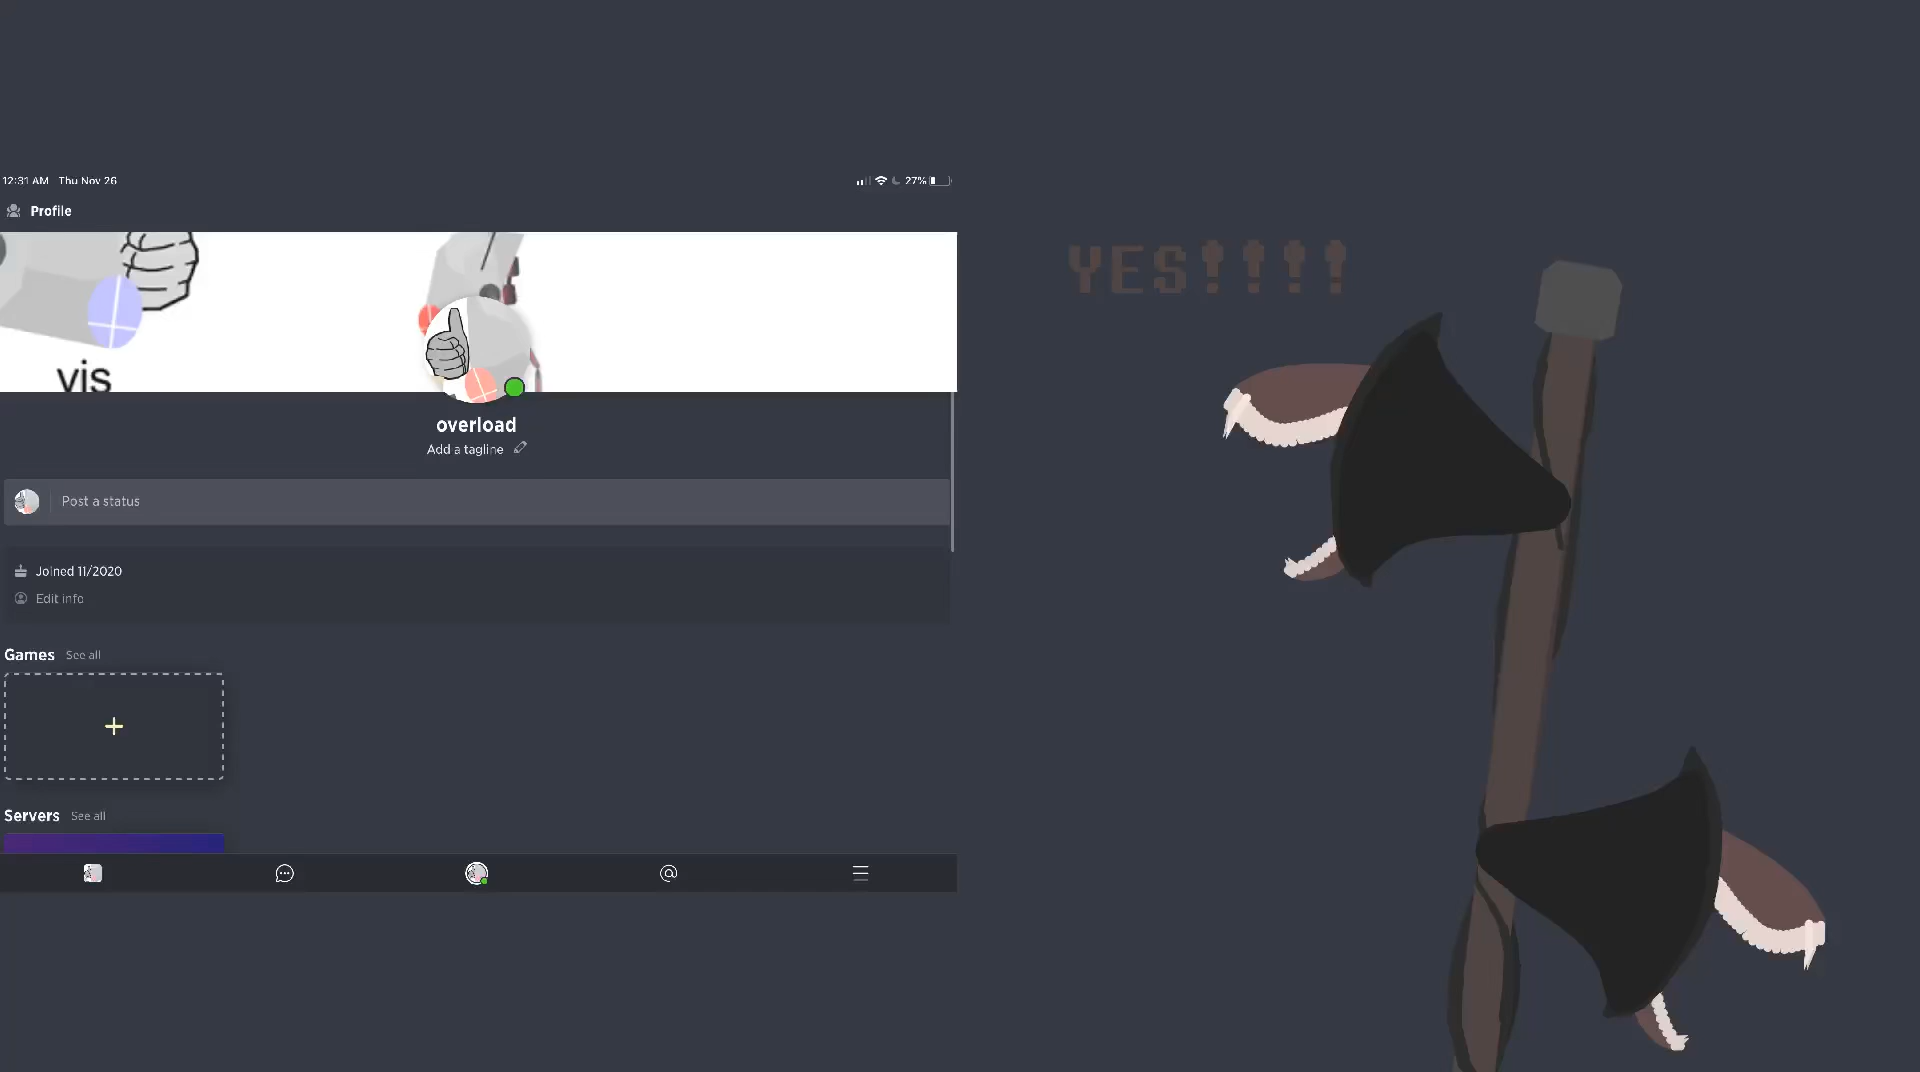 12:31 AM Thu Nov 26
27%
Profile
vis
overload
Add a tagline
Post a status
Joined 11/2020
Edit info
Games See all
Servers See all
YES!!!!